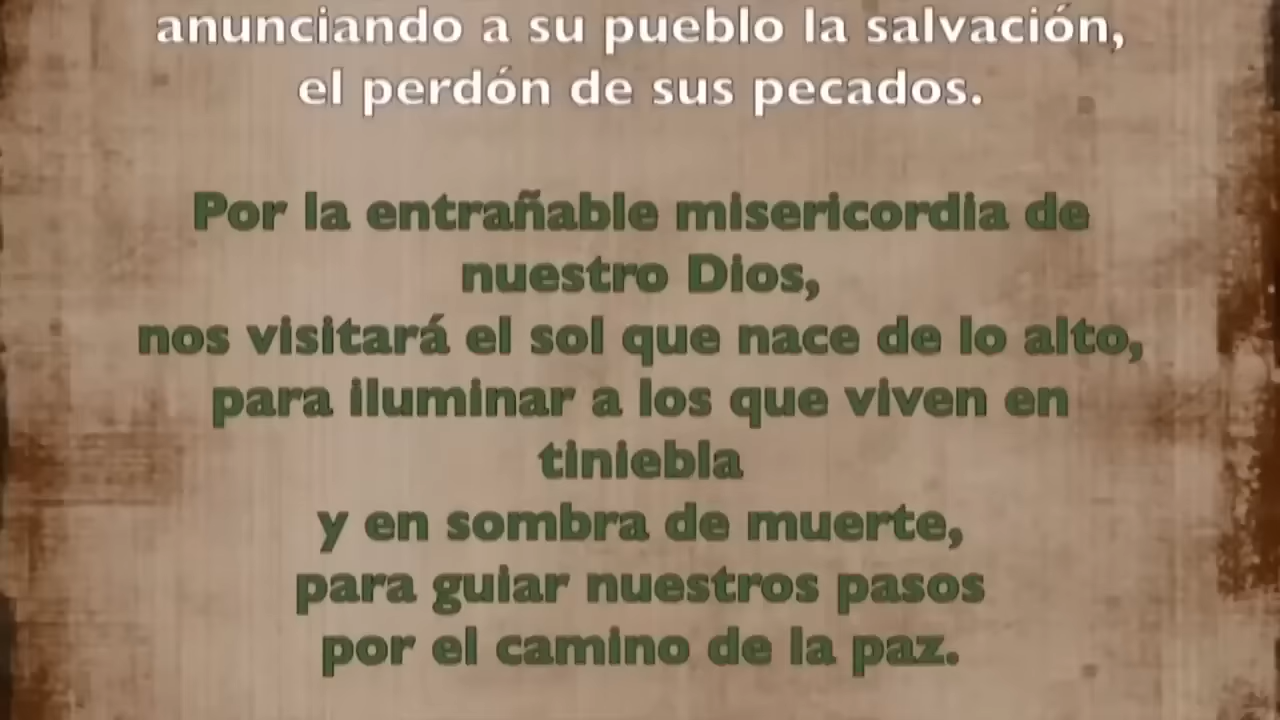 anunciando a su pueblo la salvación,
el perdón de sus pecados.
Por la entrañable misericordia de
nuestro Dios,
nos visitará el sol que nace de lo alto,
para iluminar a los que viven en
tiniebla
y en sombra de muerte,
para guiar nuestros pasos
por el camino de la paz.